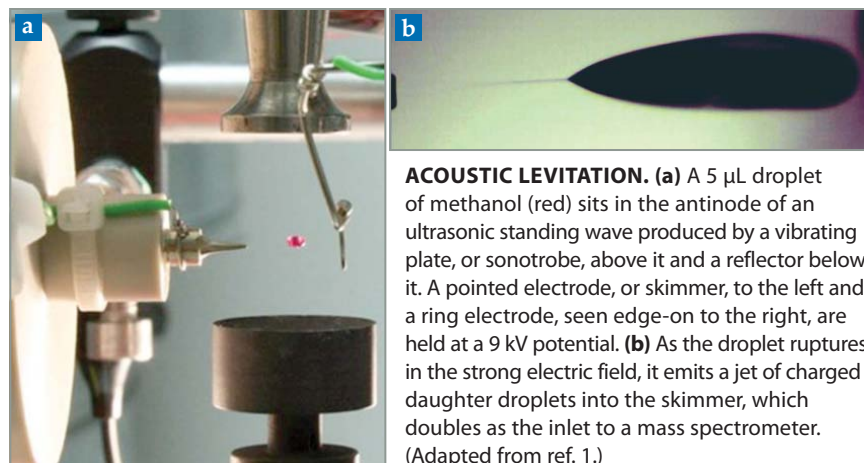 a
b
ACOUSTIC LEVITATION. (a) A 5 µL droplet
of methanol (red) sits in the antinode of an
ultrasonic standing wave produced by a vibrating
plate, or sonotrobe, above it and a reflector below
it. A pointed electrode, or skimmer, to the left and
a ring electrode, seen edge-on to the right, are
held at a 9 kV potential. (b) As the droplet ruptures
in the strong electric field, it emits a jet of charged
daughter droplets into the skimmer, which
doubles as the inlet to a mass spectrometer.
(Adapted from ref. 1.)